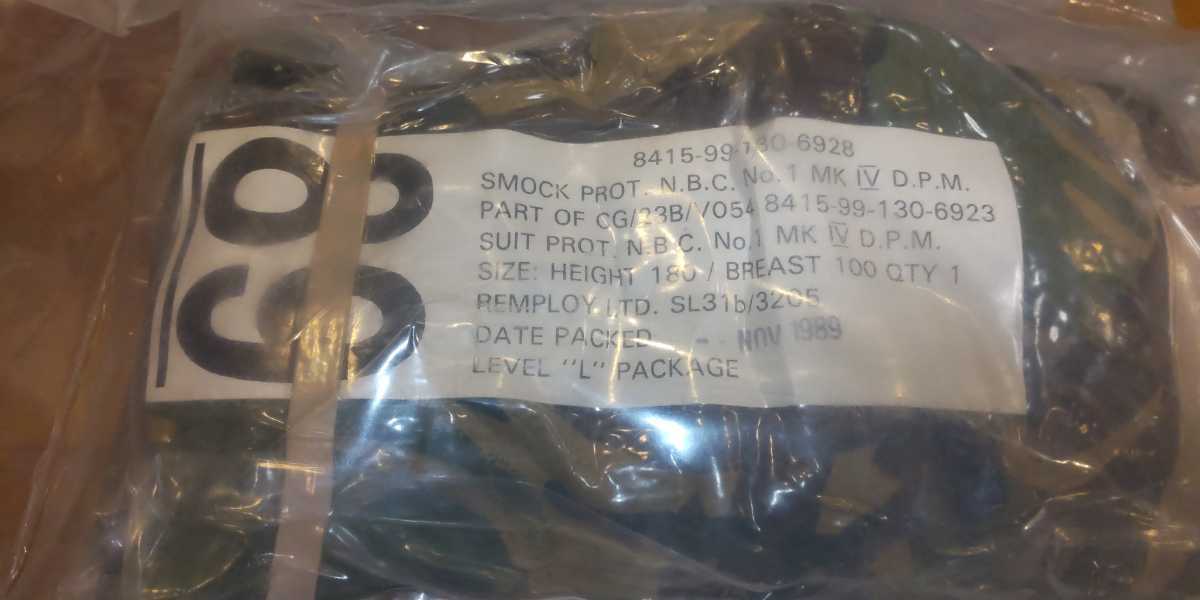 89
8415-99-130-6928
SMOCK PROT. N.B.C. No.1 MK IV D.P.M.
PART OF CG/23B/V054 8415-99-130-6923
SUIT PROT. N.B.C. No.1 MK IV D.P.M.
SIZE: HEIGHT 180 / BREAST 100 QTY 1
REMPLOY LTD. SL31b/3205
DATE PACKED - NOV 1989
LEVEL "L" PACKAGE